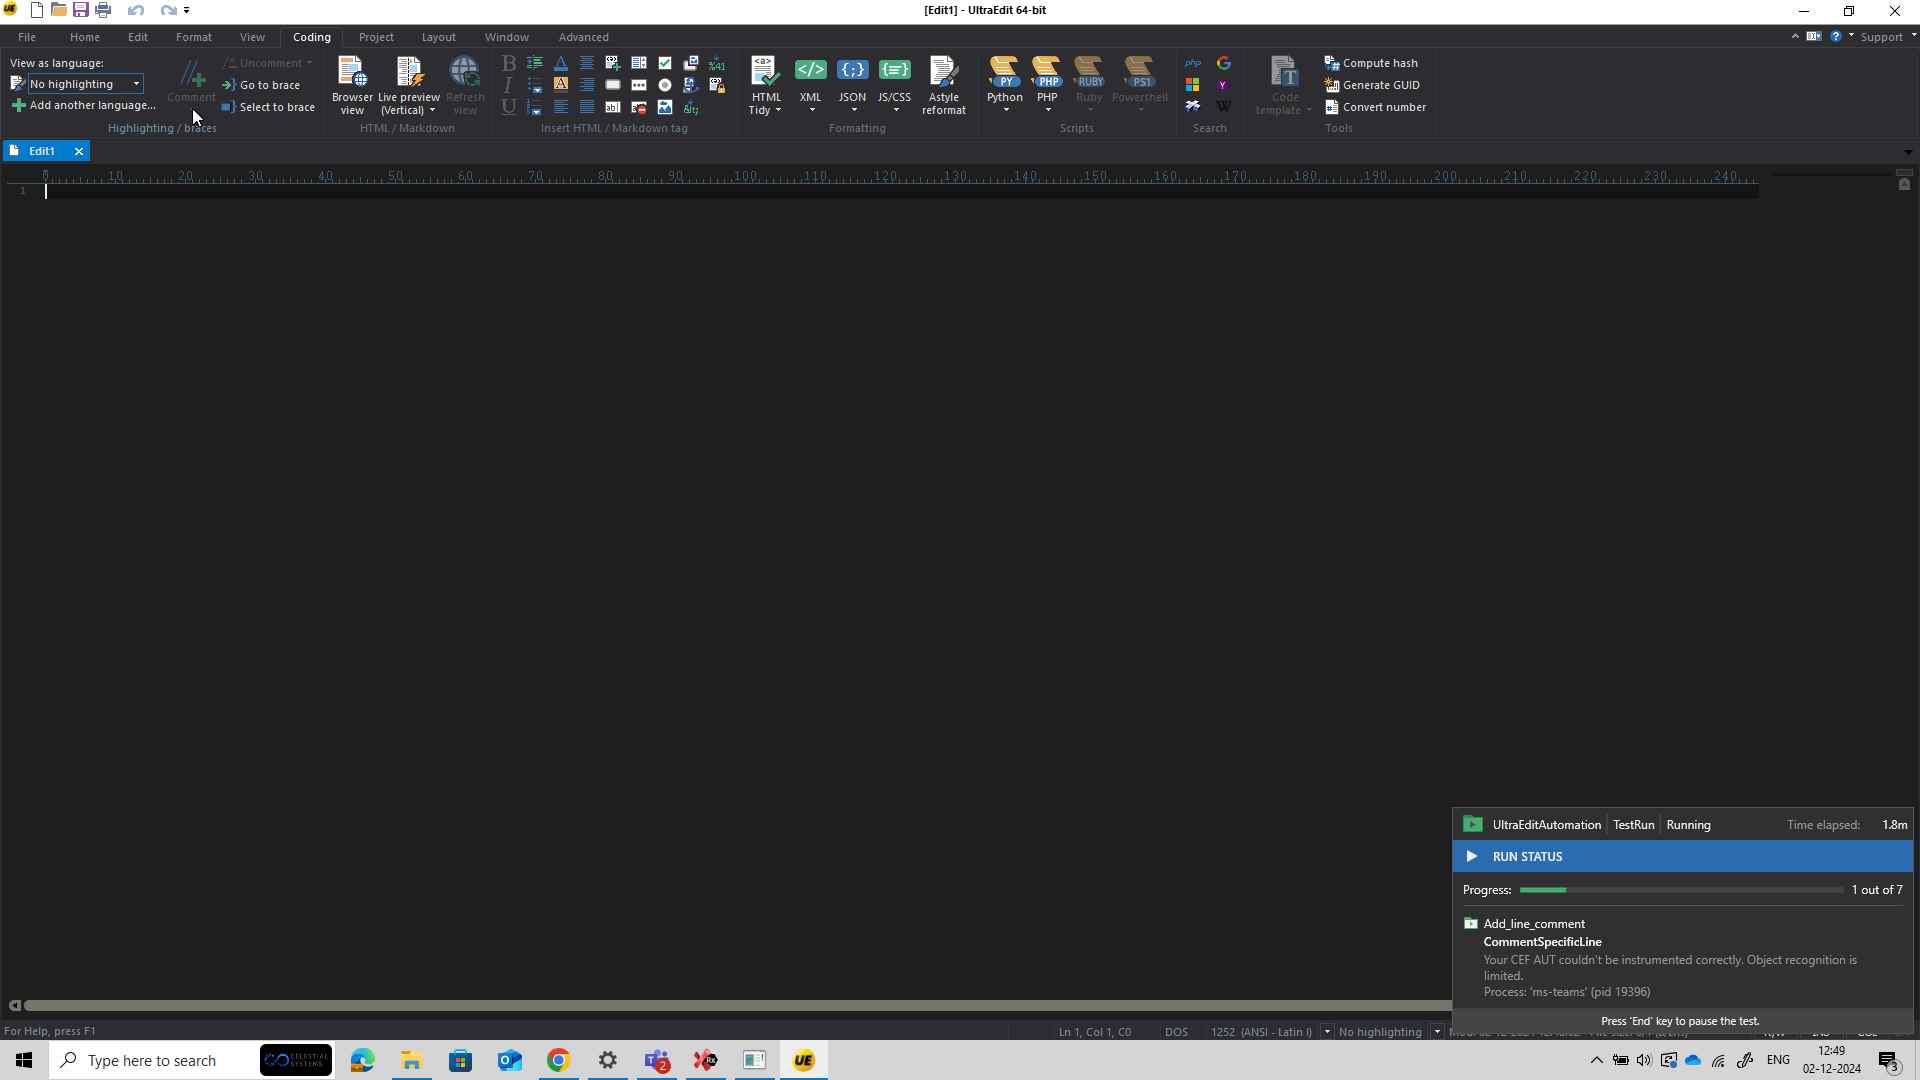 [Edit1] - UltraEdit 64-bit
File Home Edit Format View Coding Project Layout Window Advanced Support
View as language:
No highlighting
Add another language...
Comment
Uncomment
Go to brace
Select to brace
Highlighting / braces
Browser view
Live preview (Vertical)
Refresh view
HTML / Markdown
B
I
U
%41
Insert HTML / Markdown tag
HTML Tidy
XML
JSON
JS/CSS
Astyle reformat
Formatting
Python
PHP
Ruby
Powershell
Scripts
php
Search
Code template
Compute hash
Generate GUID
Convert number
Tools
Edit1
0 10 20 30 40 50 60 70 80 90 100 110 120 130 140 150 160 170 180 190 200 210 220 230 240
1
UltraEditAutomation TestRun Running Time elapsed: 1.8m
RUN STATUS
Progress: 1 out of 7
Add_line_comment
CommentSpecificLine
Your CEF AUT couldn't be instrumented correctly. Object recognition is
limited.
Process: 'ms-teams' (pid 19396)
Press 'End' key to pause the test.
For Help, press F1
Ln 1, Col 1, C0 DOS 1252 (ANSI - Latin I) No highlighting
Type here to search
CELESTIAL SYSTEMS
2
UE
ENG
12:49
02-12-2024
3